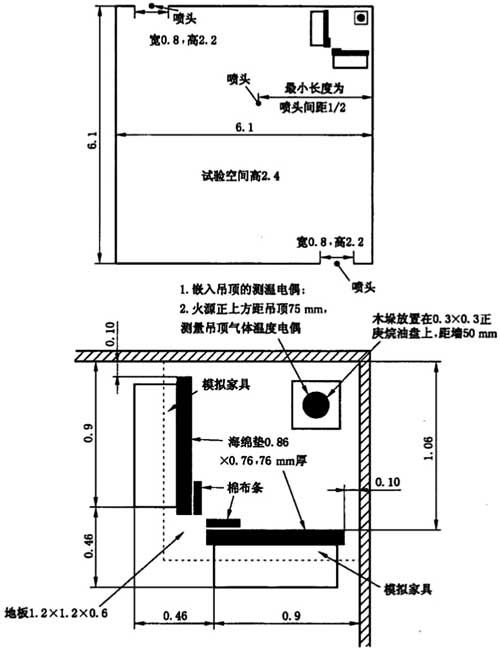 喷头
宽0.8,高2.2
喷头
最小长度为
喷头间距1/2
6.1
6.1
试验空间高2.4
宽0.8,高2.2
喷头
1.嵌入吊顶的测温电偶;
2.火源正上方距吊顶75 mm,
测量吊顶气体温度电偶
木垛放置在0.3×0.3正
庚烷油盘上,距墙50 mm
0.10
模拟家具
0.9
海绵垫0.86
×0.76,76 mm厚
1.06
棉布条
0.10
0.46
模拟家具
地板1.2×1.2×0.6
0.46
0.9